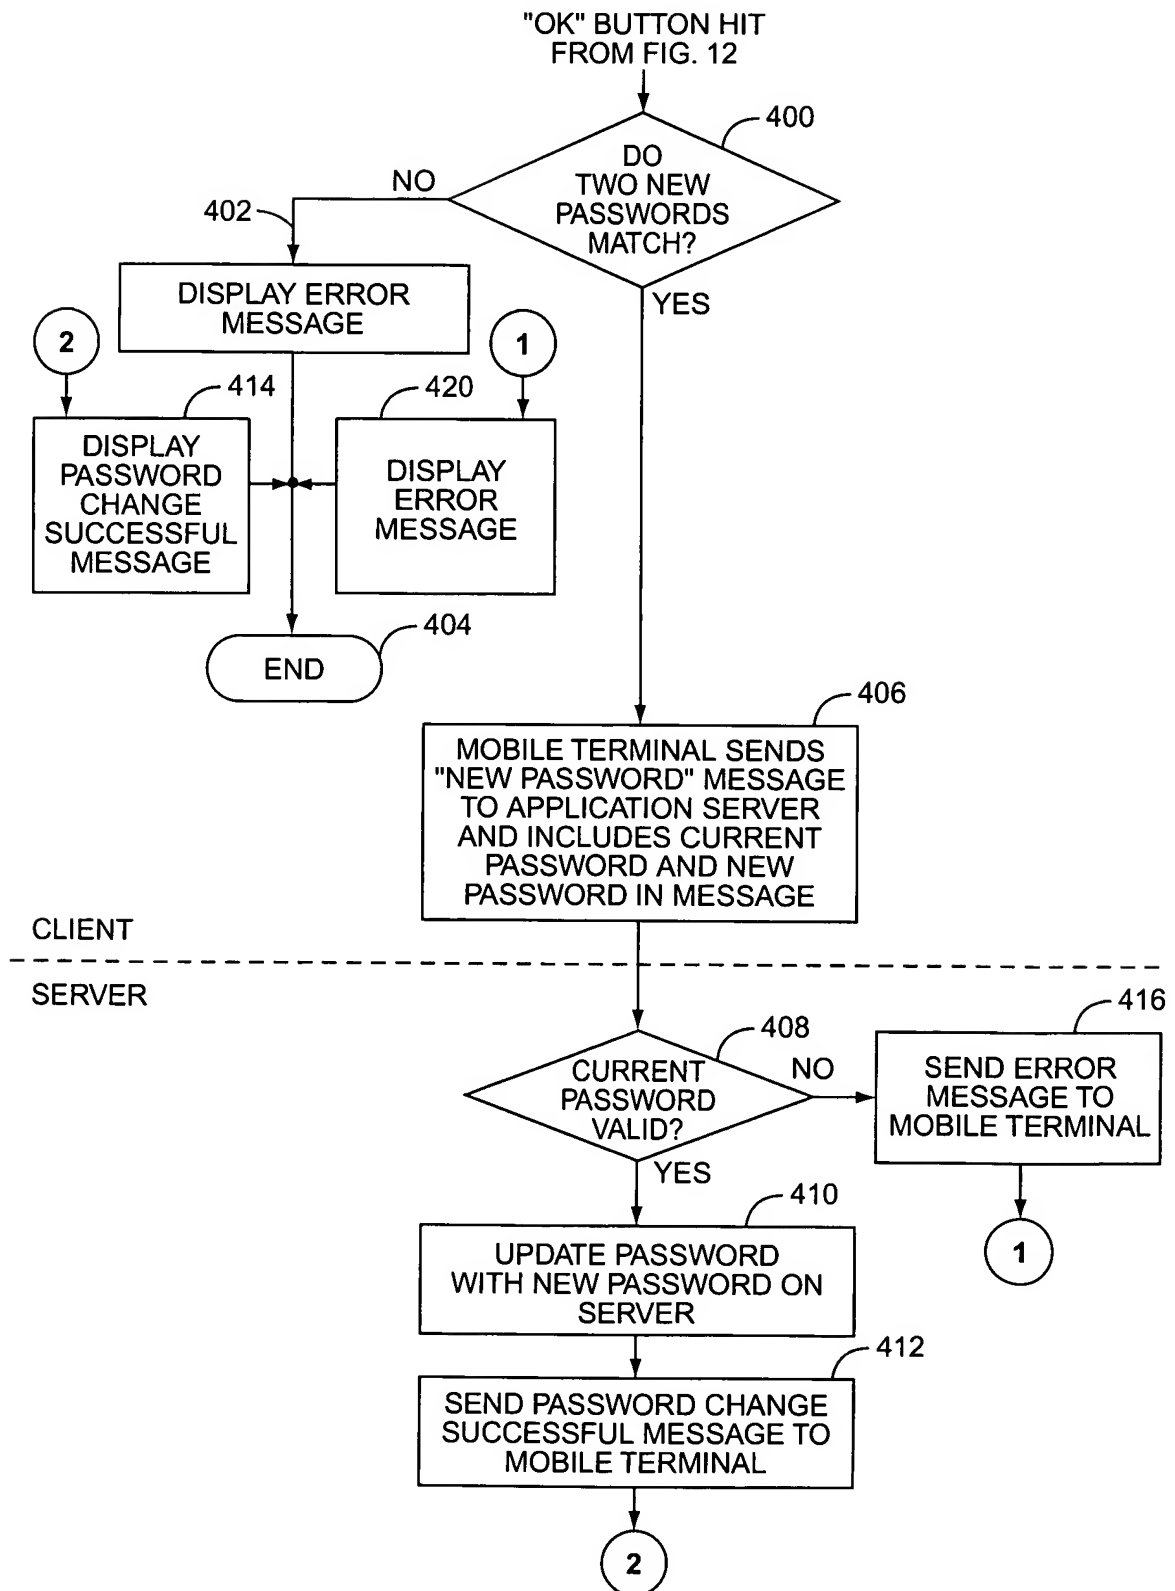 "OK" BUTTON HIT
FROM FIG. 12
400
DO
TWO NEW
PASSWORDS
MATCH?
NO
402
YES
DISPLAY ERROR
MESSAGE
2
1
414
420
DISPLAY
PASSWORD
CHANGE
SUCCESSFUL
MESSAGE
DISPLAY
ERROR
MESSAGE
404
END
406
MOBILE TERMINAL SENDS
"NEW PASSWORD" MESSAGE
TO APPLICATION SERVER
AND INCLUDES CURRENT
PASSWORD AND NEW
PASSWORD IN MESSAGE
CLIENT
SERVER
408
CURRENT
PASSWORD
VALID?
NO
416
SEND ERROR
MESSAGE TO
MOBILE TERMINAL
YES
1
410
UPDATE PASSWORD
WITH NEW PASSWORD ON
SERVER
412
SEND PASSWORD CHANGE
SUCCESSFUL MESSAGE TO
MOBILE TERMINAL
2